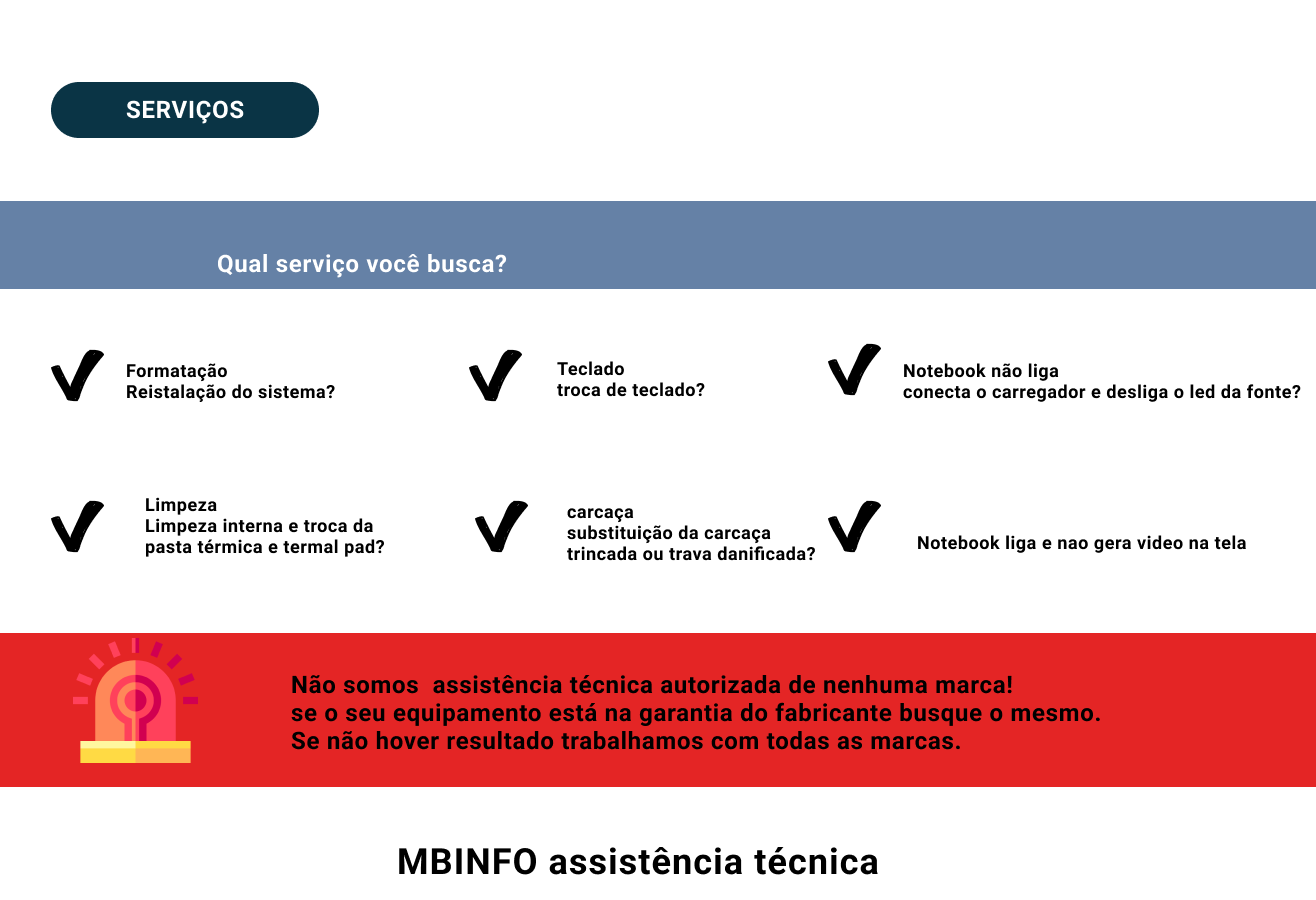 SERVIÇOS
Qual serviço você busca?
Formatação
Reistalação do sistema?
Teclado
troca de teclado?
Notebook não liga
conecta o carregador e desliga o led da fonte?
Limpeza
Limpeza interna e troca da
pasta térmica e termal pad?
carcaça
substituição da carcaça
trincada ou trava danificada?
Notebook liga e nao gera video na tela
Não somos  assistência técnica autorizada de nenhuma marca!
se o seu equipamento está na garantia do fabricante busque o mesmo.
Se não hover resultado trabalhamos com todas as marcas.
MBINFO assistência técnica